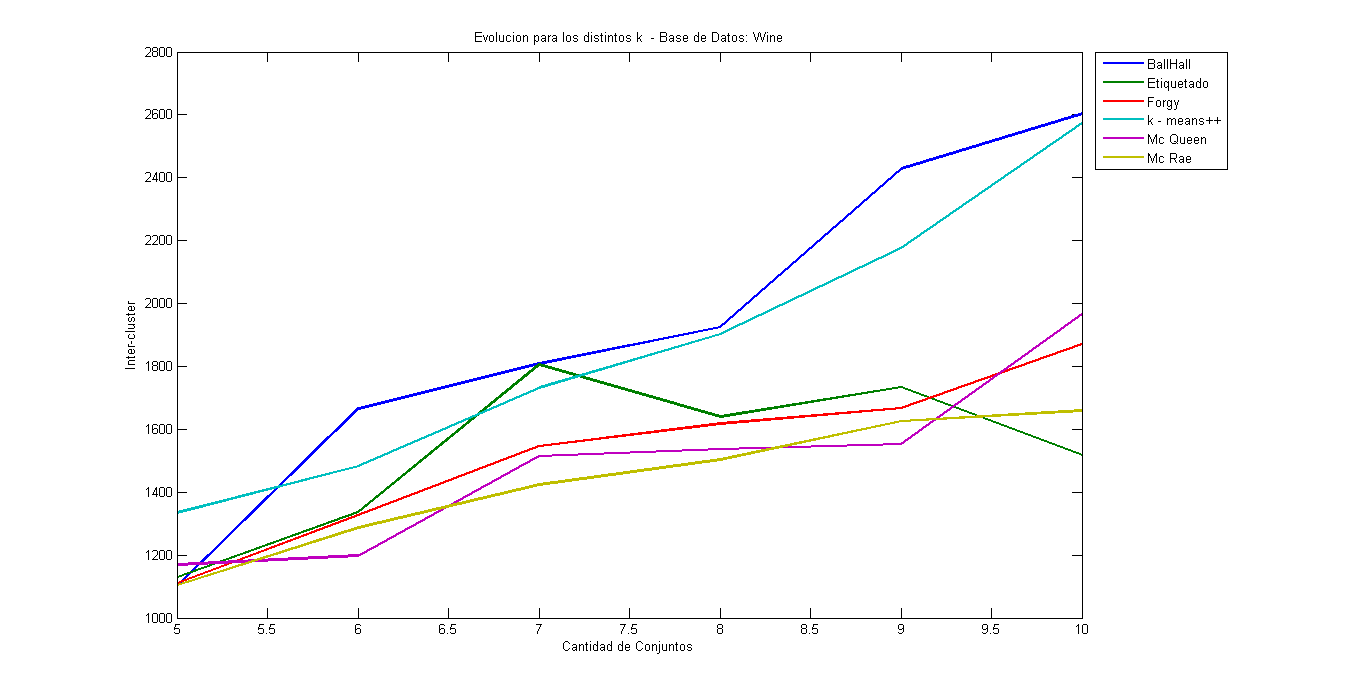 Evolucion para los distintos k  - Base de Datos: Wine
2800
2600
2400
2200
2000
1800
1600
1400
1200
1000
Inter-cluster
5
5.5
6
6.5
7
7.5
8
8.5
9
9.5
10
Cantidad de Conjuntos
BallHall
Etiquetado
Forgy
k - means++
Mc Queen
Mc Rae